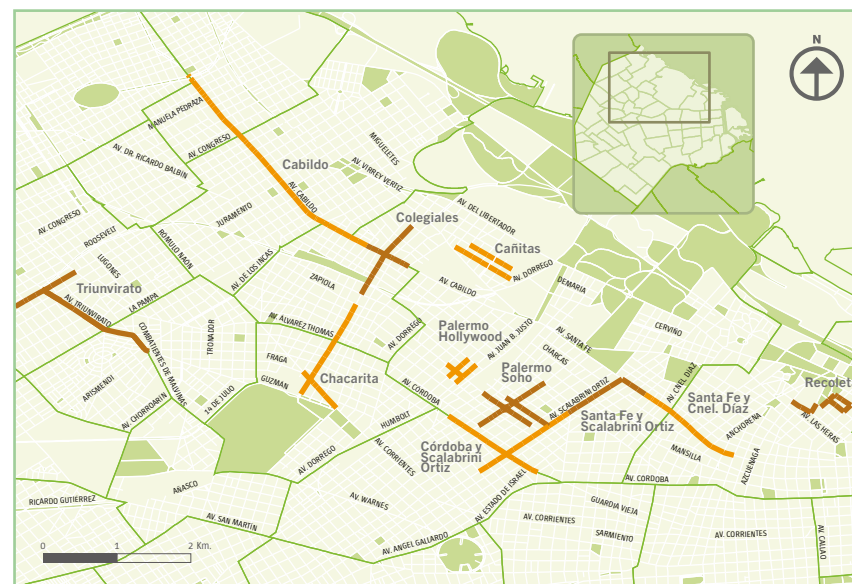 N
MANUELA PEDRAZA
AV. CONGRESO
AV. DR. RICARDO BALBIN
MIGUELETES
Cabildo
AV. VIRREY VERTIZ
AV. CABILDO
JURAMENTO
AV. CONGRESO
ROOSEVELT
LUGONES
ROMULO NAON
AV. DE LOS INCAS
Colegiales
AV. DEL LIBERTADOR
Cañitas
AV. DORREGO
ZAPIOLA
AV. CABILDO
DEMARIA
Triunvirato
LA PAMPA
AV. TRIUNVIRATO
COMBATIENTES DE MALVINAS
TRONADOR
AV. ALVAREZ THOMAS
AV. DORREGO
Palermo
Hollywood
AV. JUAN B. JUSTO
AV. SANTA FE
CERVIÑO
CHARCAS
FRAGA
GUZMAN
Chacarita
Palermo
Soho
AV. CNEL. DÍAZ
ARISMENDI
AV. CHORROARIN
14 DE JULIO
AV. CORDOBA
AV. SCALABRINI ORTIZ
Santa Fe y
Scalabrini Ortiz
Santa Fe y
Cnel. Díaz
Recoleta
HUMBOLT
ANCHORENA
AV. LAS HERAS
MANSILLA
AZCUENAGA
Córdoba y
Scalabrini
Ortiz
AV. DORREGO
AV. CORRIENTES
AÑASCO
AV. CORDOBA
RICARDO GUTIÉRREZ
AV. WARNES
AV. ESTADO DE ISRAEL
GUARDIA VIEJA
AV. SAN MARTIN
AV. CORRIENTES
SARMIENTO
AV. CORRIENTES
AV. CALLAO
AV. ANGEL GALLARDO
0 1 2 Km.